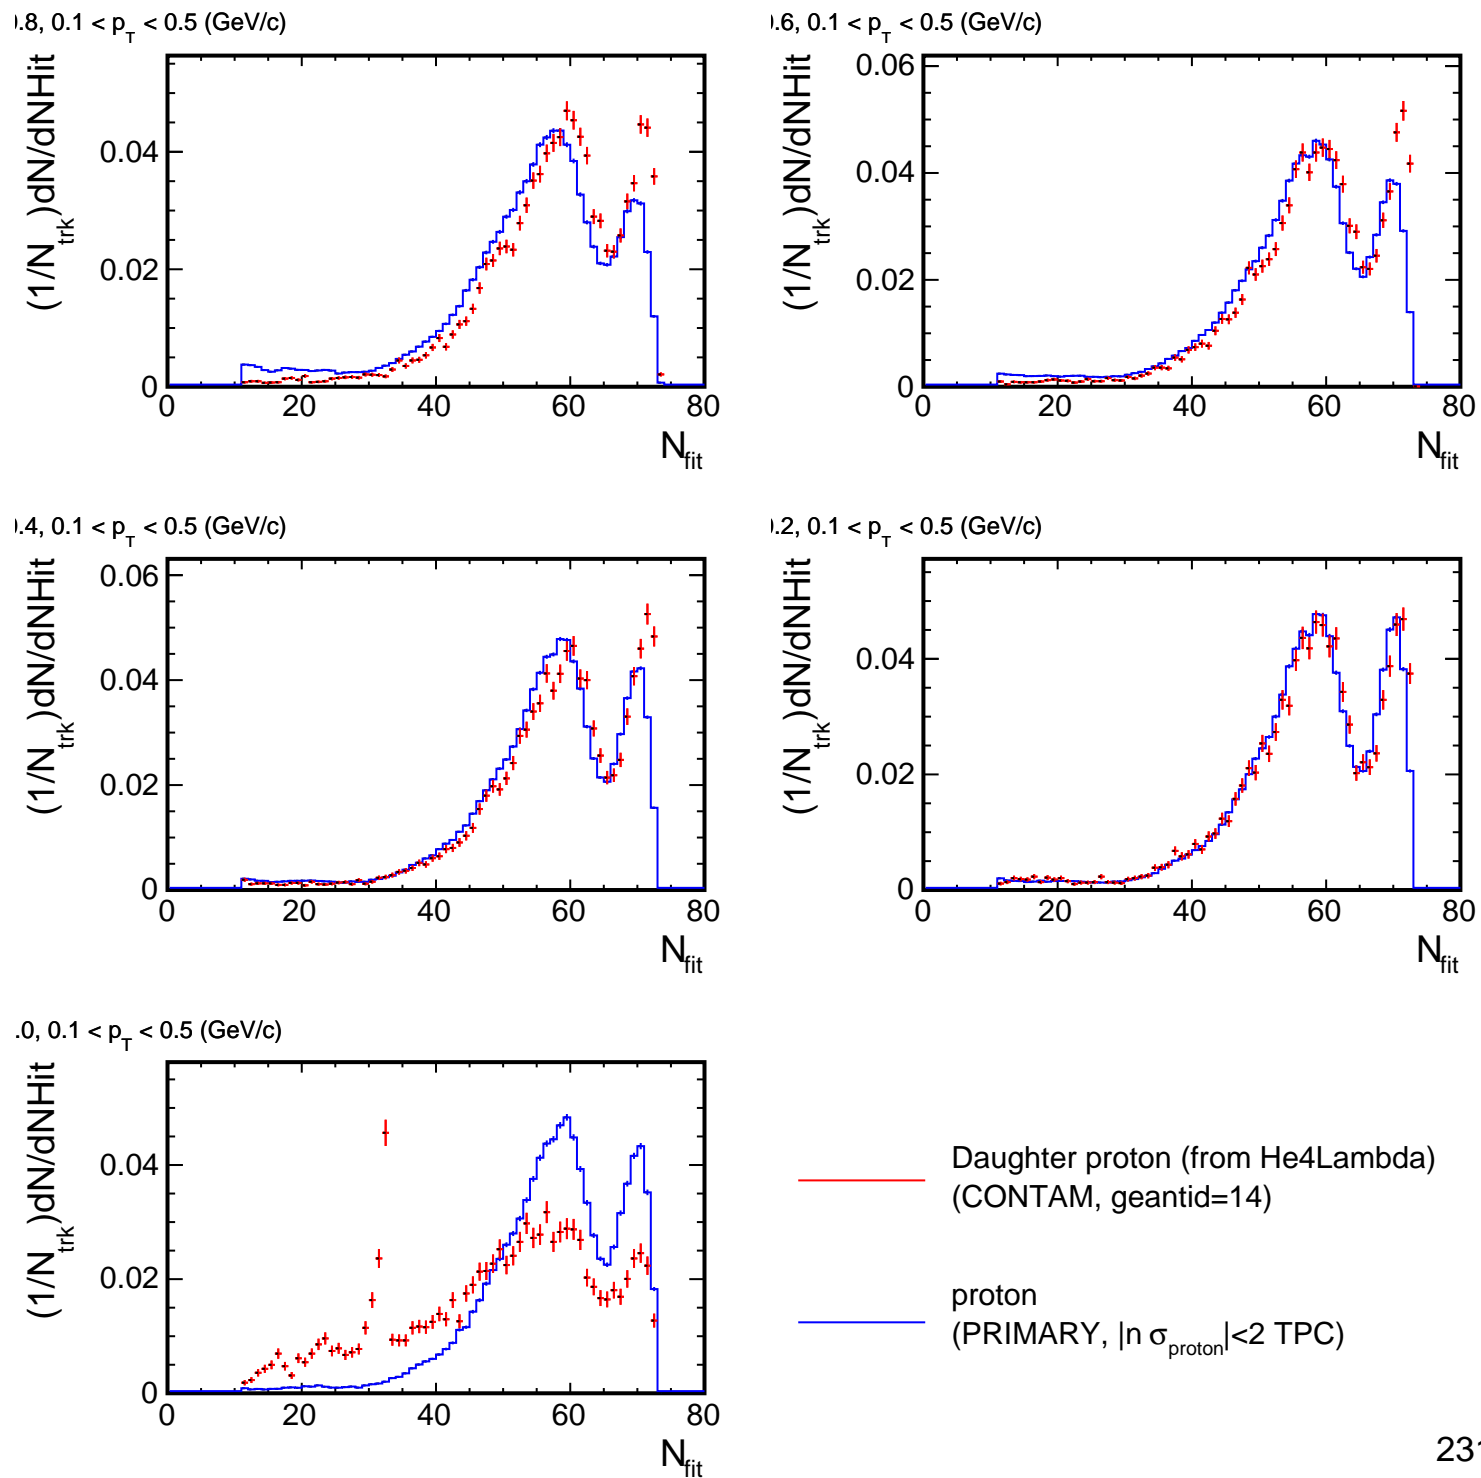 ).8, 0.1 < p_T < 0.5 (GeV/c)
(1/N_trk)dN/dNHit
0.04
0.02
0
0 20 40 60 80
N_fit
).6, 0.1 < p_T < 0.5 (GeV/c)
(1/N_trk)dN/dNHit
0.06
0.04
0.02
0
0 20 40 60 80
N_fit
).4, 0.1 < p_T < 0.5 (GeV/c)
(1/N_trk)dN/dNHit
0.06
0.04
0.02
0
0 20 40 60 80
N_fit
).2, 0.1 < p_T < 0.5 (GeV/c)
(1/N_trk)dN/dNHit
0.04
0.02
0
0 20 40 60 80
N_fit
.0, 0.1 < p_T < 0.5 (GeV/c)
(1/N_trk)dN/dNHit
0.04
0.02
0
0 20 40 60 80
N_fit
Daughter proton (from He4Lambda)
(CONTAM, geantid=14)
proton
(PRIMARY, |n σ_proton|<2 TPC)
23